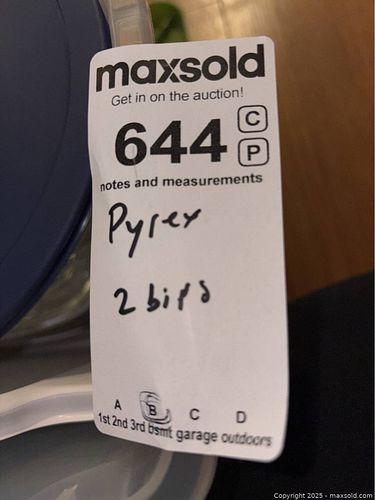 maxsold
Get in on the auction!
644
C
P
notes and measurements
Pyrex
2 bins
A B C D
1st 2nd 3rd bsmt garage outdoors
Copyright 2025 - maxsold.com